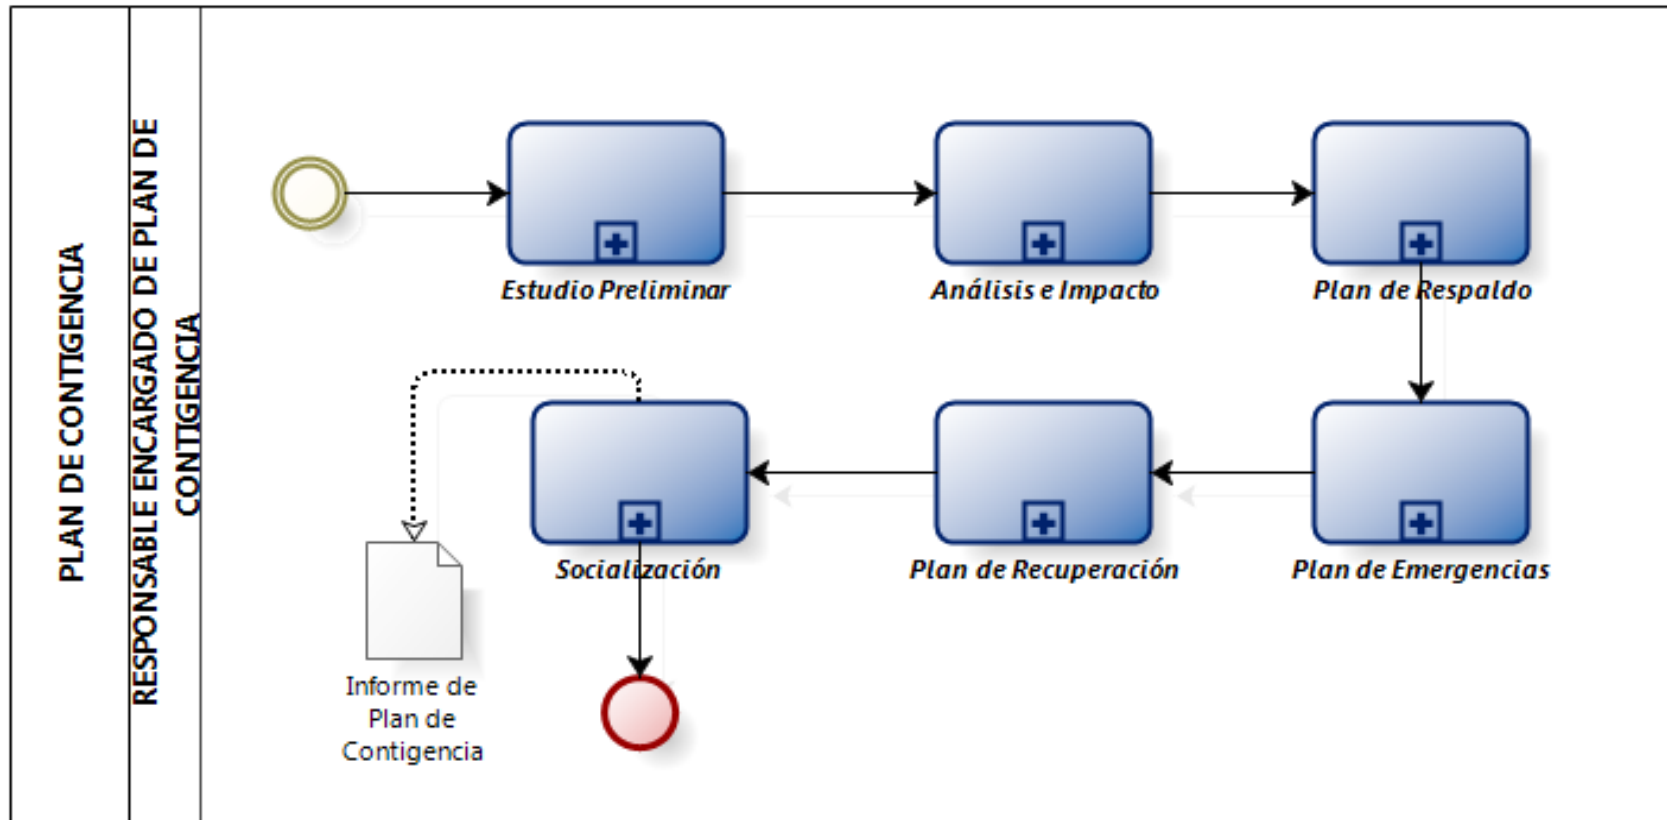 PLAN DE CONTIGENCIA
RESPONSABLE ENCARGADO DE PLAN DE
CONTIGENCIA
Estudio Preliminar
Análisis e Impacto
Plan de Respaldo
Socialización
Plan de Recuperación
Plan de Emergencias
Informe de
Plan de
Contigencia